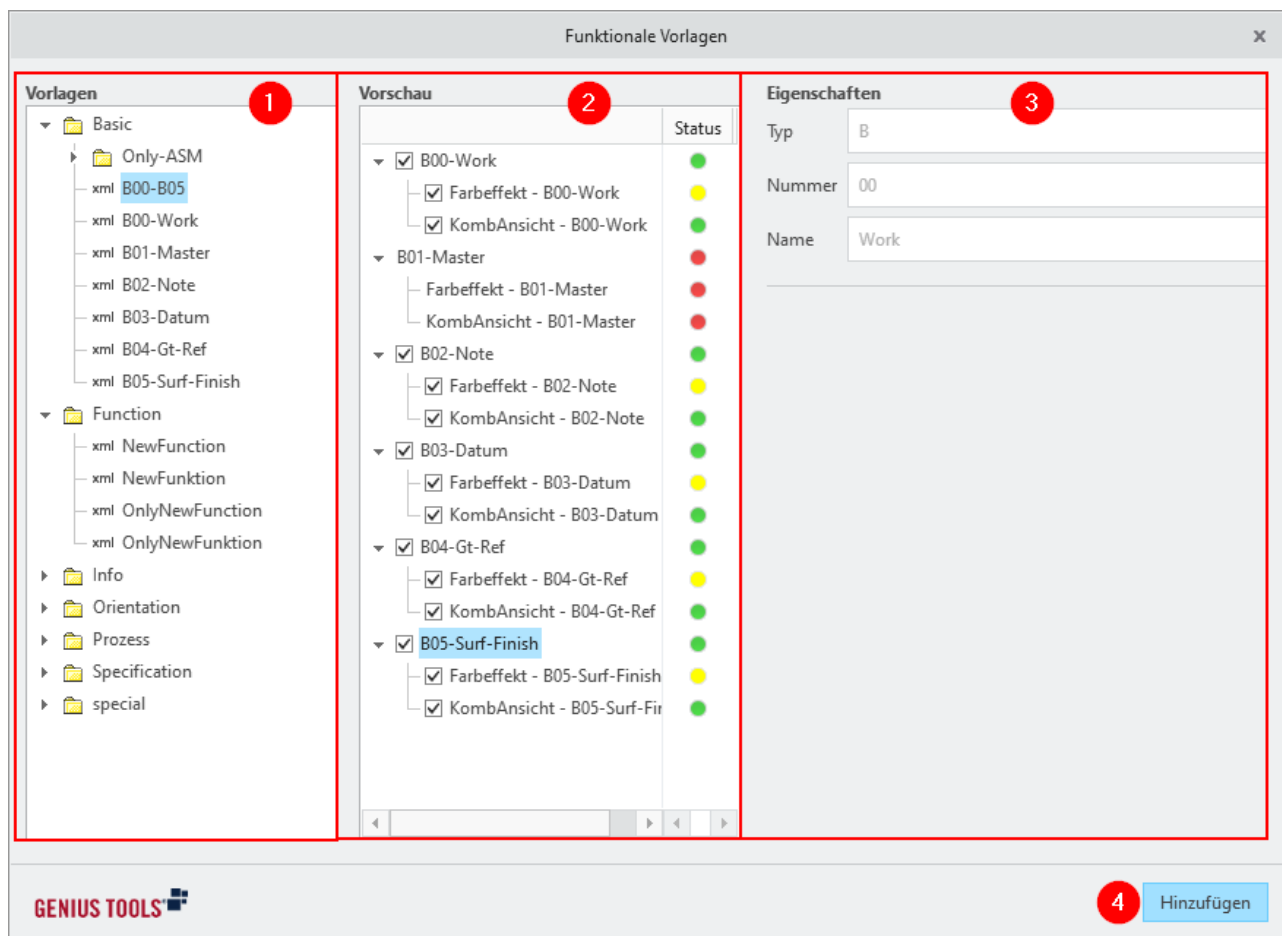 Funktionale Vorlagen
Vorlagen
1
Basic
Only-ASM
xml B00-B05
xml B00-Work
xml B01-Master
xml B02-Note
xml B03-Datum
xml B04-Gt-Ref
xml B05-Surf-Finish
Function
xml NewFunction
xml NewFunktion
xml OnlyNewFunction
xml OnlyNewFunktion
Info
Orientation
Prozess
Specification
special
Vorschau
2
Status
B00-Work
Farbeffekt - B00-Work
KombAnsicht - B00-Work
B01-Master
Farbeffekt - B01-Master
KombAnsicht - B01-Master
B02-Note
Farbeffekt - B02-Note
KombAnsicht - B02-Note
B03-Datum
Farbeffekt - B03-Datum
KombAnsicht - B03-Datum
B04-Gt-Ref
Farbeffekt - B04-Gt-Ref
KombAnsicht - B04-Gt-Ref
B05-Surf-Finish
Farbeffekt - B05-Surf-Finish
KombAnsicht - B05-Surf-Fir
Eigenschaften
3
Typ B
Nummer 00
Name Work
GENIUS TOOLS
4
Hinzufügen